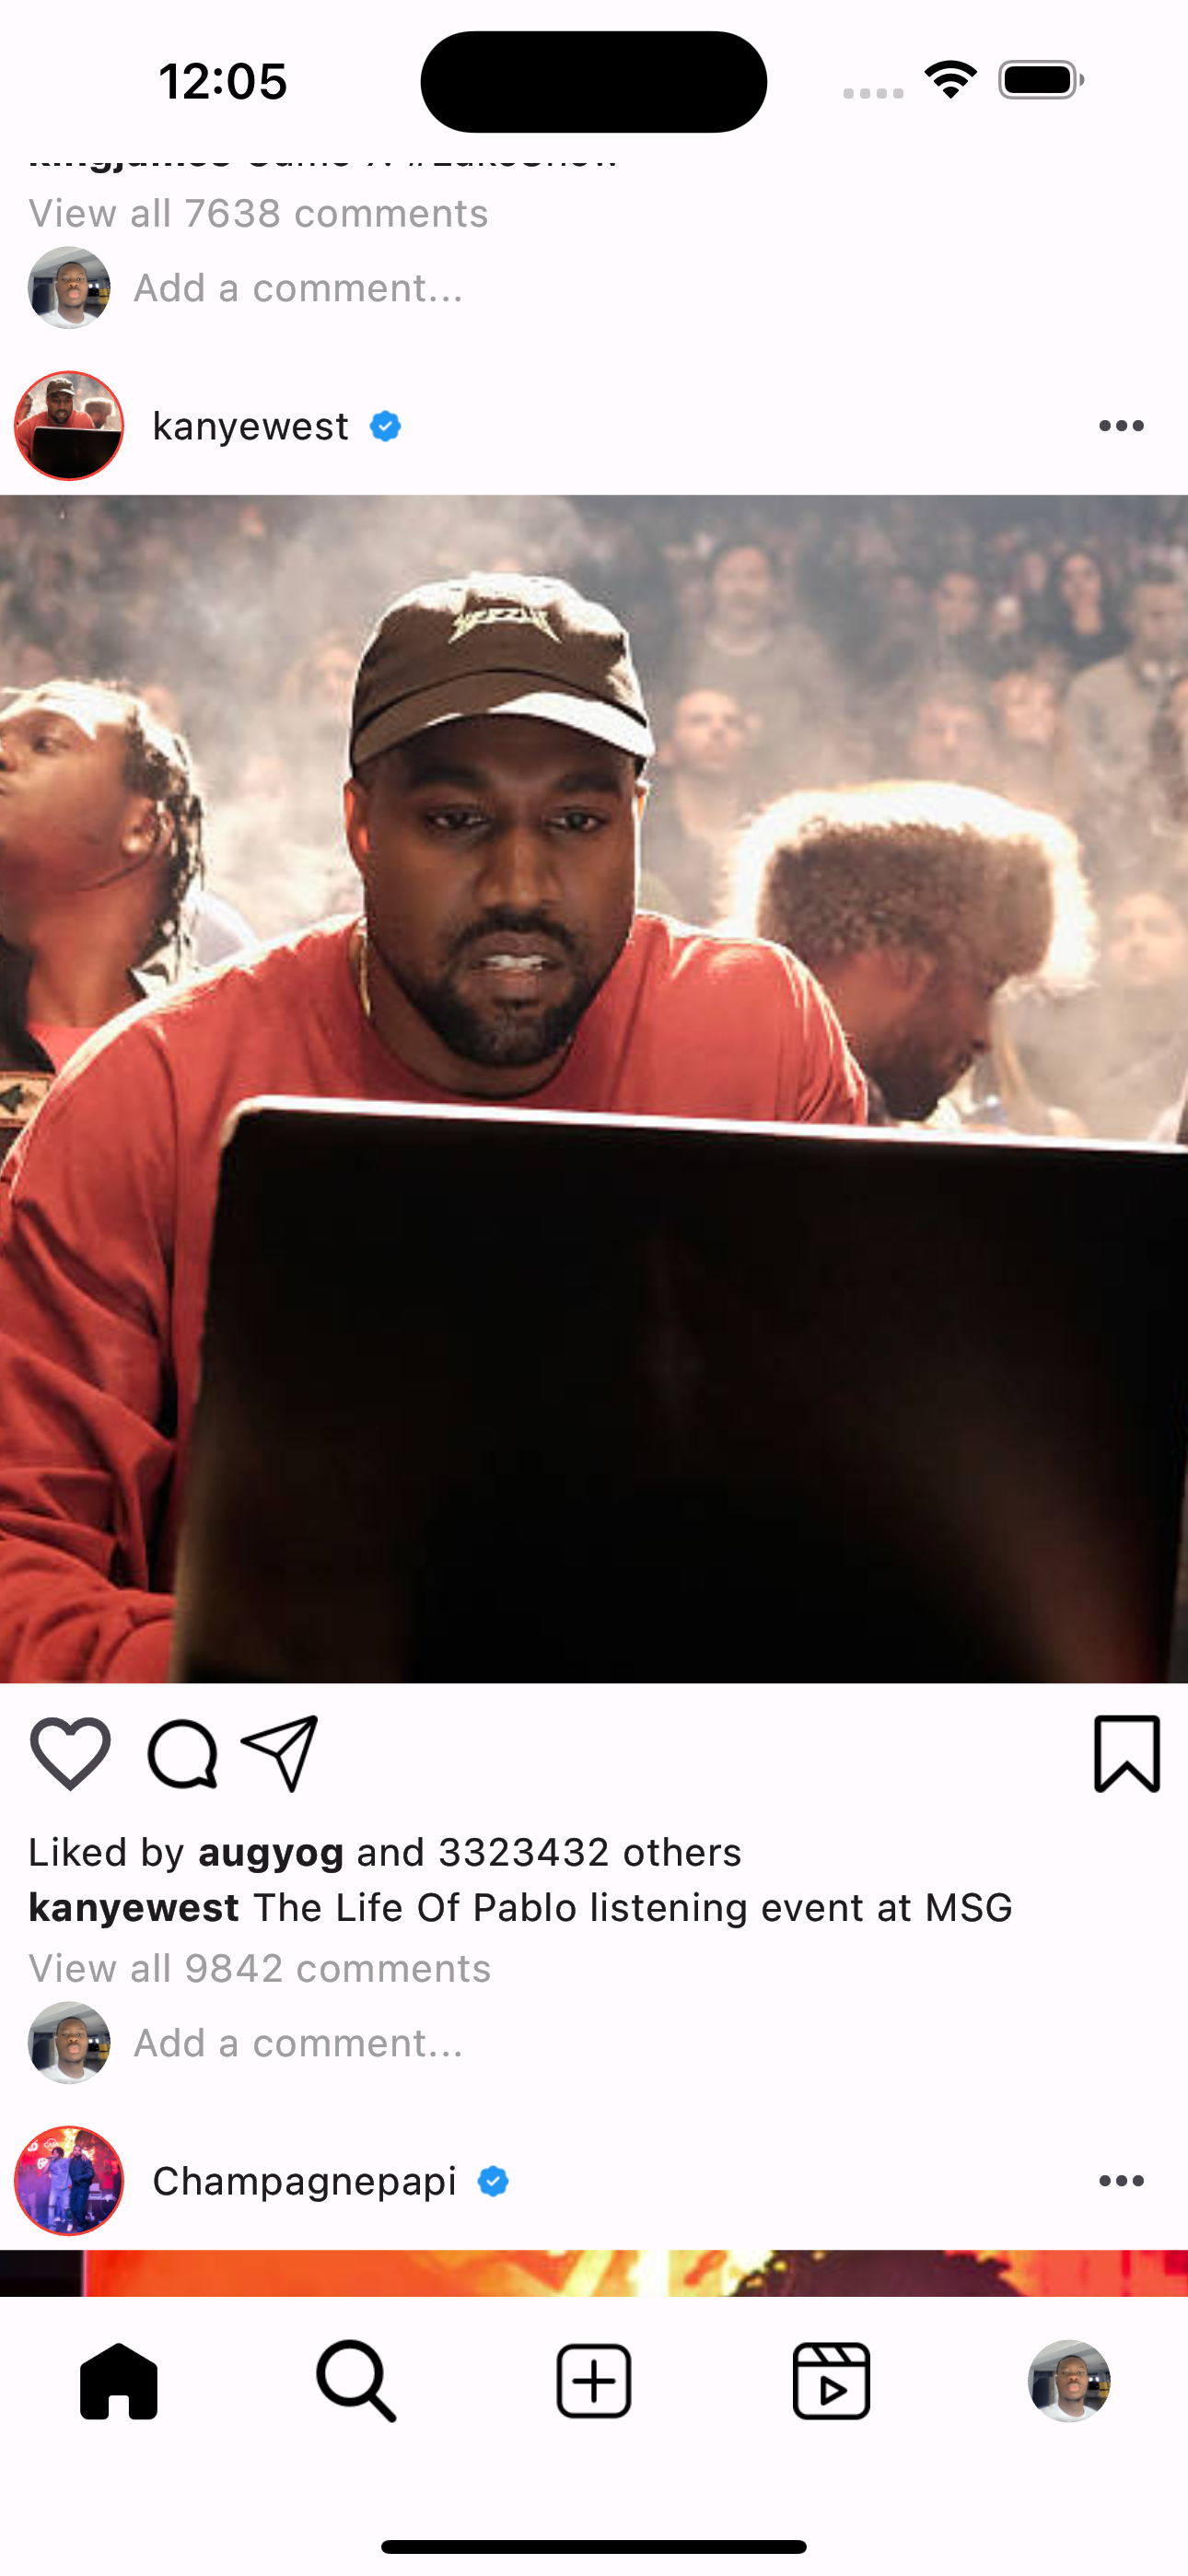 12:05
View all 7638 comments
Add a comment...
kanyewest
YEEZUS
Liked by augyog and 3323432 others
kanyewest The Life Of Pablo listening event at MSG
View all 9842 comments
Add a comment...
Champagnepapi